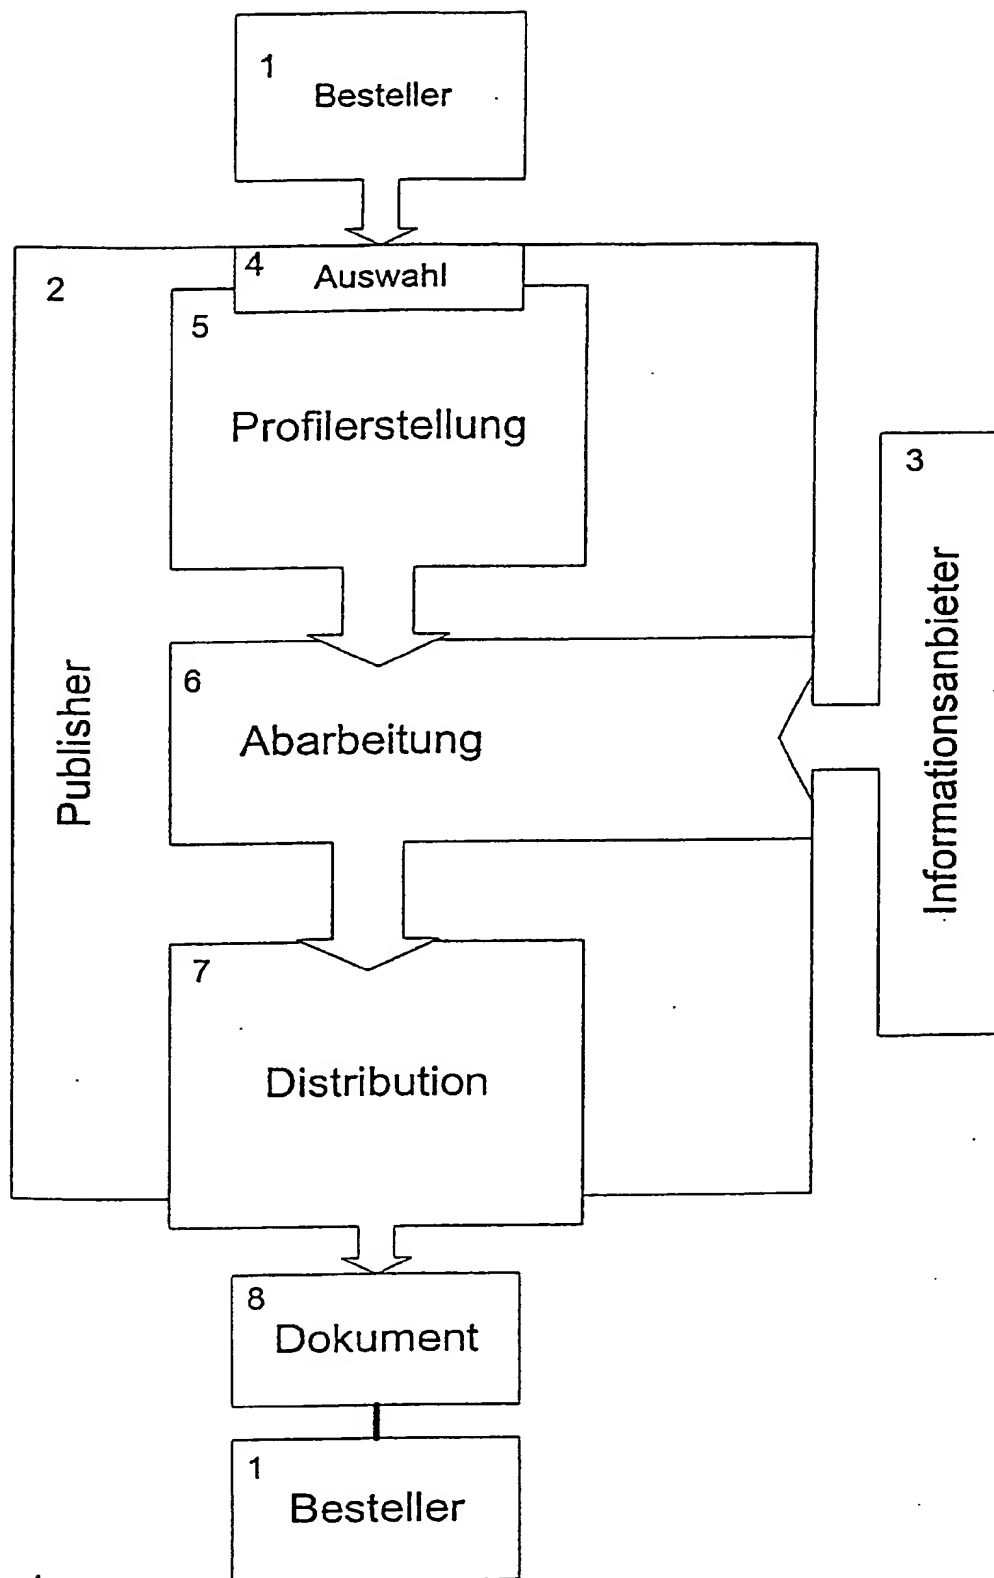 1
Besteller
4
Auswahl
2
5
Profilerstellung
3
Informationsanbieter
6
Abarbeitung
Publisher
7
Distribution
8
Dokument
1
Besteller